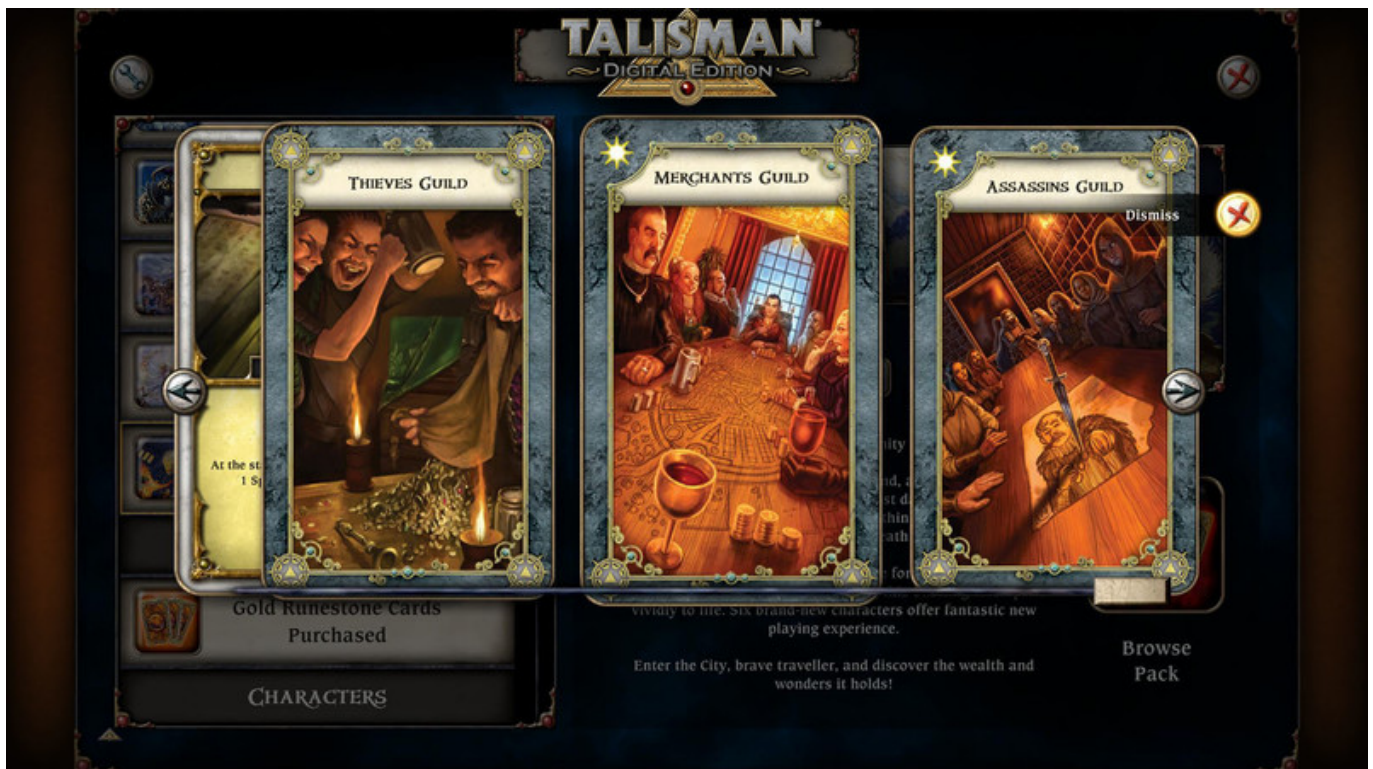 TALISMAN
DIGITAL EDITION
THIEVES GUILD
MERCHANTS GUILD
ASSASSINS GUILD
Dismiss
At the
1
Gold Runestone Cards
Purchased
CHARACTERS
vividly to life. Six brand-new characters offer fantastic new
playing experience.
Enter the City, brave traveller, and discover the wealth and
wonders it holds!
Browse
Pack